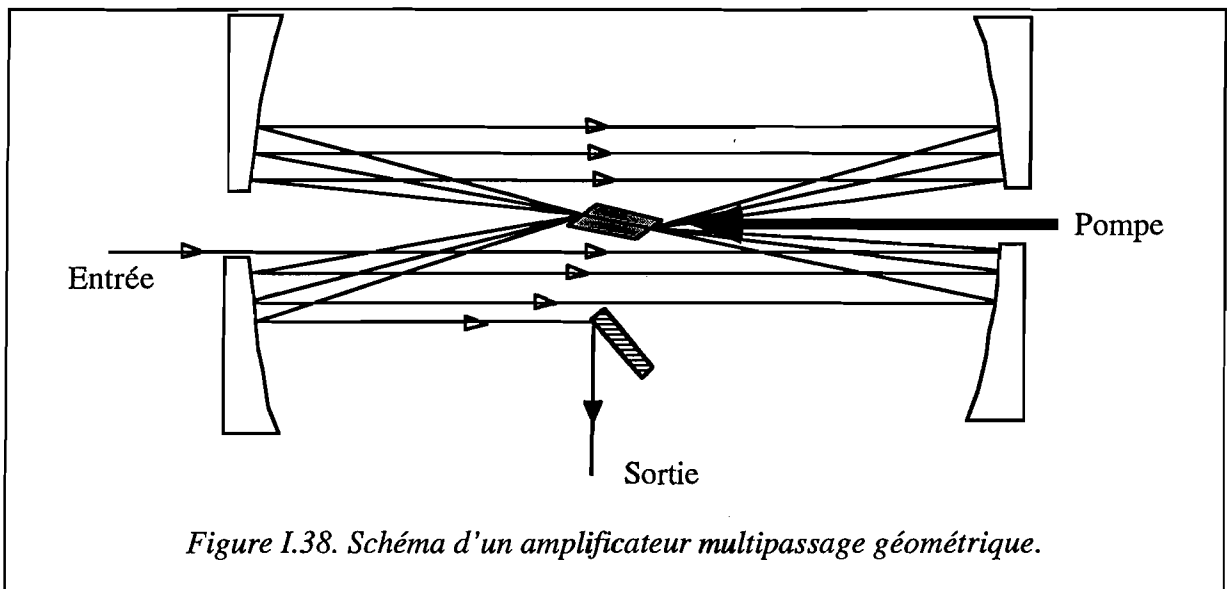 Pompe
Entrée
Sortie
Figure I.38. Schéma d'un amplificateur multipassage géométrique.